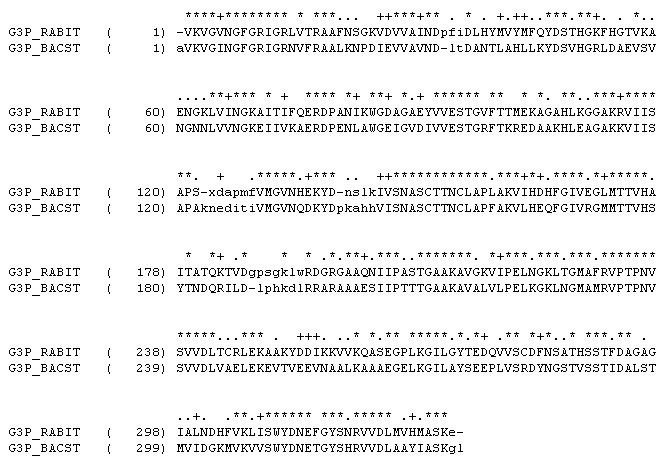 G3P_RABIT ( 1) -VKVGVNGFGRIGRLVTRAAFNSGKVDVVAINDpfiDLHYMVYMFQYDSTHGKFHGTVKA
G3P_BACST ( 1) aVKVGINGFGRIGRNVFRAALKNPDIEVVAVND-ltDANTLAHLLKYDSVHGRLDAEVSV
G3P_RABIT ( 60) ENGKLVINGKAITIFQERDPANIKWGDAGAEYVVESTGVFTTMEKAGAHLKGGAKRVIIS
G3P_BACST ( 60) NGNNLVVNGKEIIVKAERDPENLAWGEIGVDIVVESTGRFTKREDAAKHLEAGAKKVIIS
G3P_RABIT ( 120) APS-xdapmfVMGVNHEKYD-nslkIVSNASCTTNCLAPLAKVIHDHFGIVEGLMTTVHA
G3P_BACST ( 120) APAkneditiVMGVNQDKYDpkahhVISNASCTTNCLAPFAKVLHEQFGIVRGMMTTVHS
G3P_RABIT ( 178) ITATQKTVDgpsgklwRDGRGAAQNIIPASTGAAKAVGKVIPELNGKLTGMAFRVPTPNV
G3P_BACST ( 180) YTNDQRILD-lphkdlRRARAAAESIIPTTTGAAKAVALVLPELKGKLNGMAMRVPTPNV
G3P_RABIT ( 238) SVVDLTCRLEKAAKYDDIKKVVKQASEGPLKGILGYTEDQVVSCDFNSATHSSTFDAGAG
G3P_BACST ( 239) SVVDLVAELEKEVTVEEVNAALKAAAEGELKGILAYSEEPLVSRDYNGSTVSSTIDALST
G3P_RABIT ( 298) IALNDHFVKLISWYDNEFGYSNRVVDLMVHMASKe-
G3P_BACST ( 299) MVIDGKMVKVVSWYDNETGYSHRVVDLAAYIASKgl